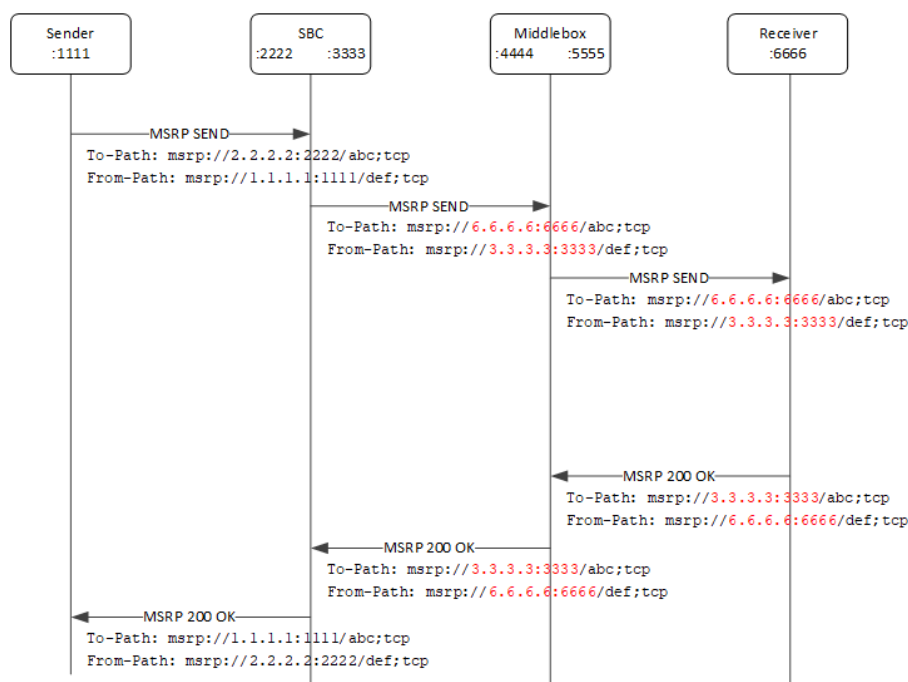 Sender
:1111
SBC
:2222 :3333
Middlebox
:4444 :5555
Receiver
:6666
MSRP SEND
To-Path: msrp://2.2.2.2:2222/abc;tcp
From-Path: msrp://1.1.1.1:1111/def;tcp
MSRP SEND
To-Path: msrp://6.6.6.6:6666/abc;tcp
From-Path: msrp://3.3.3.3:3333/def;tcp
MSRP SEND
To-Path: msrp://6.6.6.6:6666/abc;tcp
From-Path: msrp://3.3.3.3:3333/def;tcp
MSRP 200 OK
To-Path: msrp://3.3.3.3:3333/abc;tcp
From-Path: msrp://6.6.6.6:6666/def;tcp
MSRP 200 OK
To-Path: msrp://3.3.3.3:3333/abc;tcp
From-Path: msrp://6.6.6.6:6666/def;tcp
MSRP 200 OK
To-Path: msrp://1.1.1.1:1111/abc;tcp
From-Path: msrp://2.2.2.2:2222/def;tcp